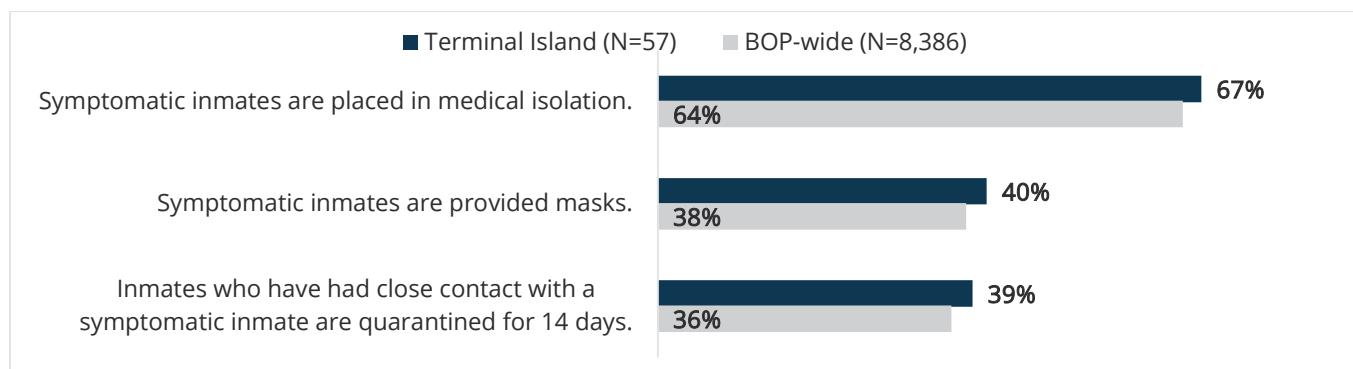 Terminal Island (N=57) BOP-wide (N=8,386)
Symptomatic inmates are placed in medical isolation.
67%
64%
Symptomatic inmates are provided masks.
40%
38%
Inmates who have had close contact with a
symptomatic inmate are quarantined for 14 days.
39%
36%